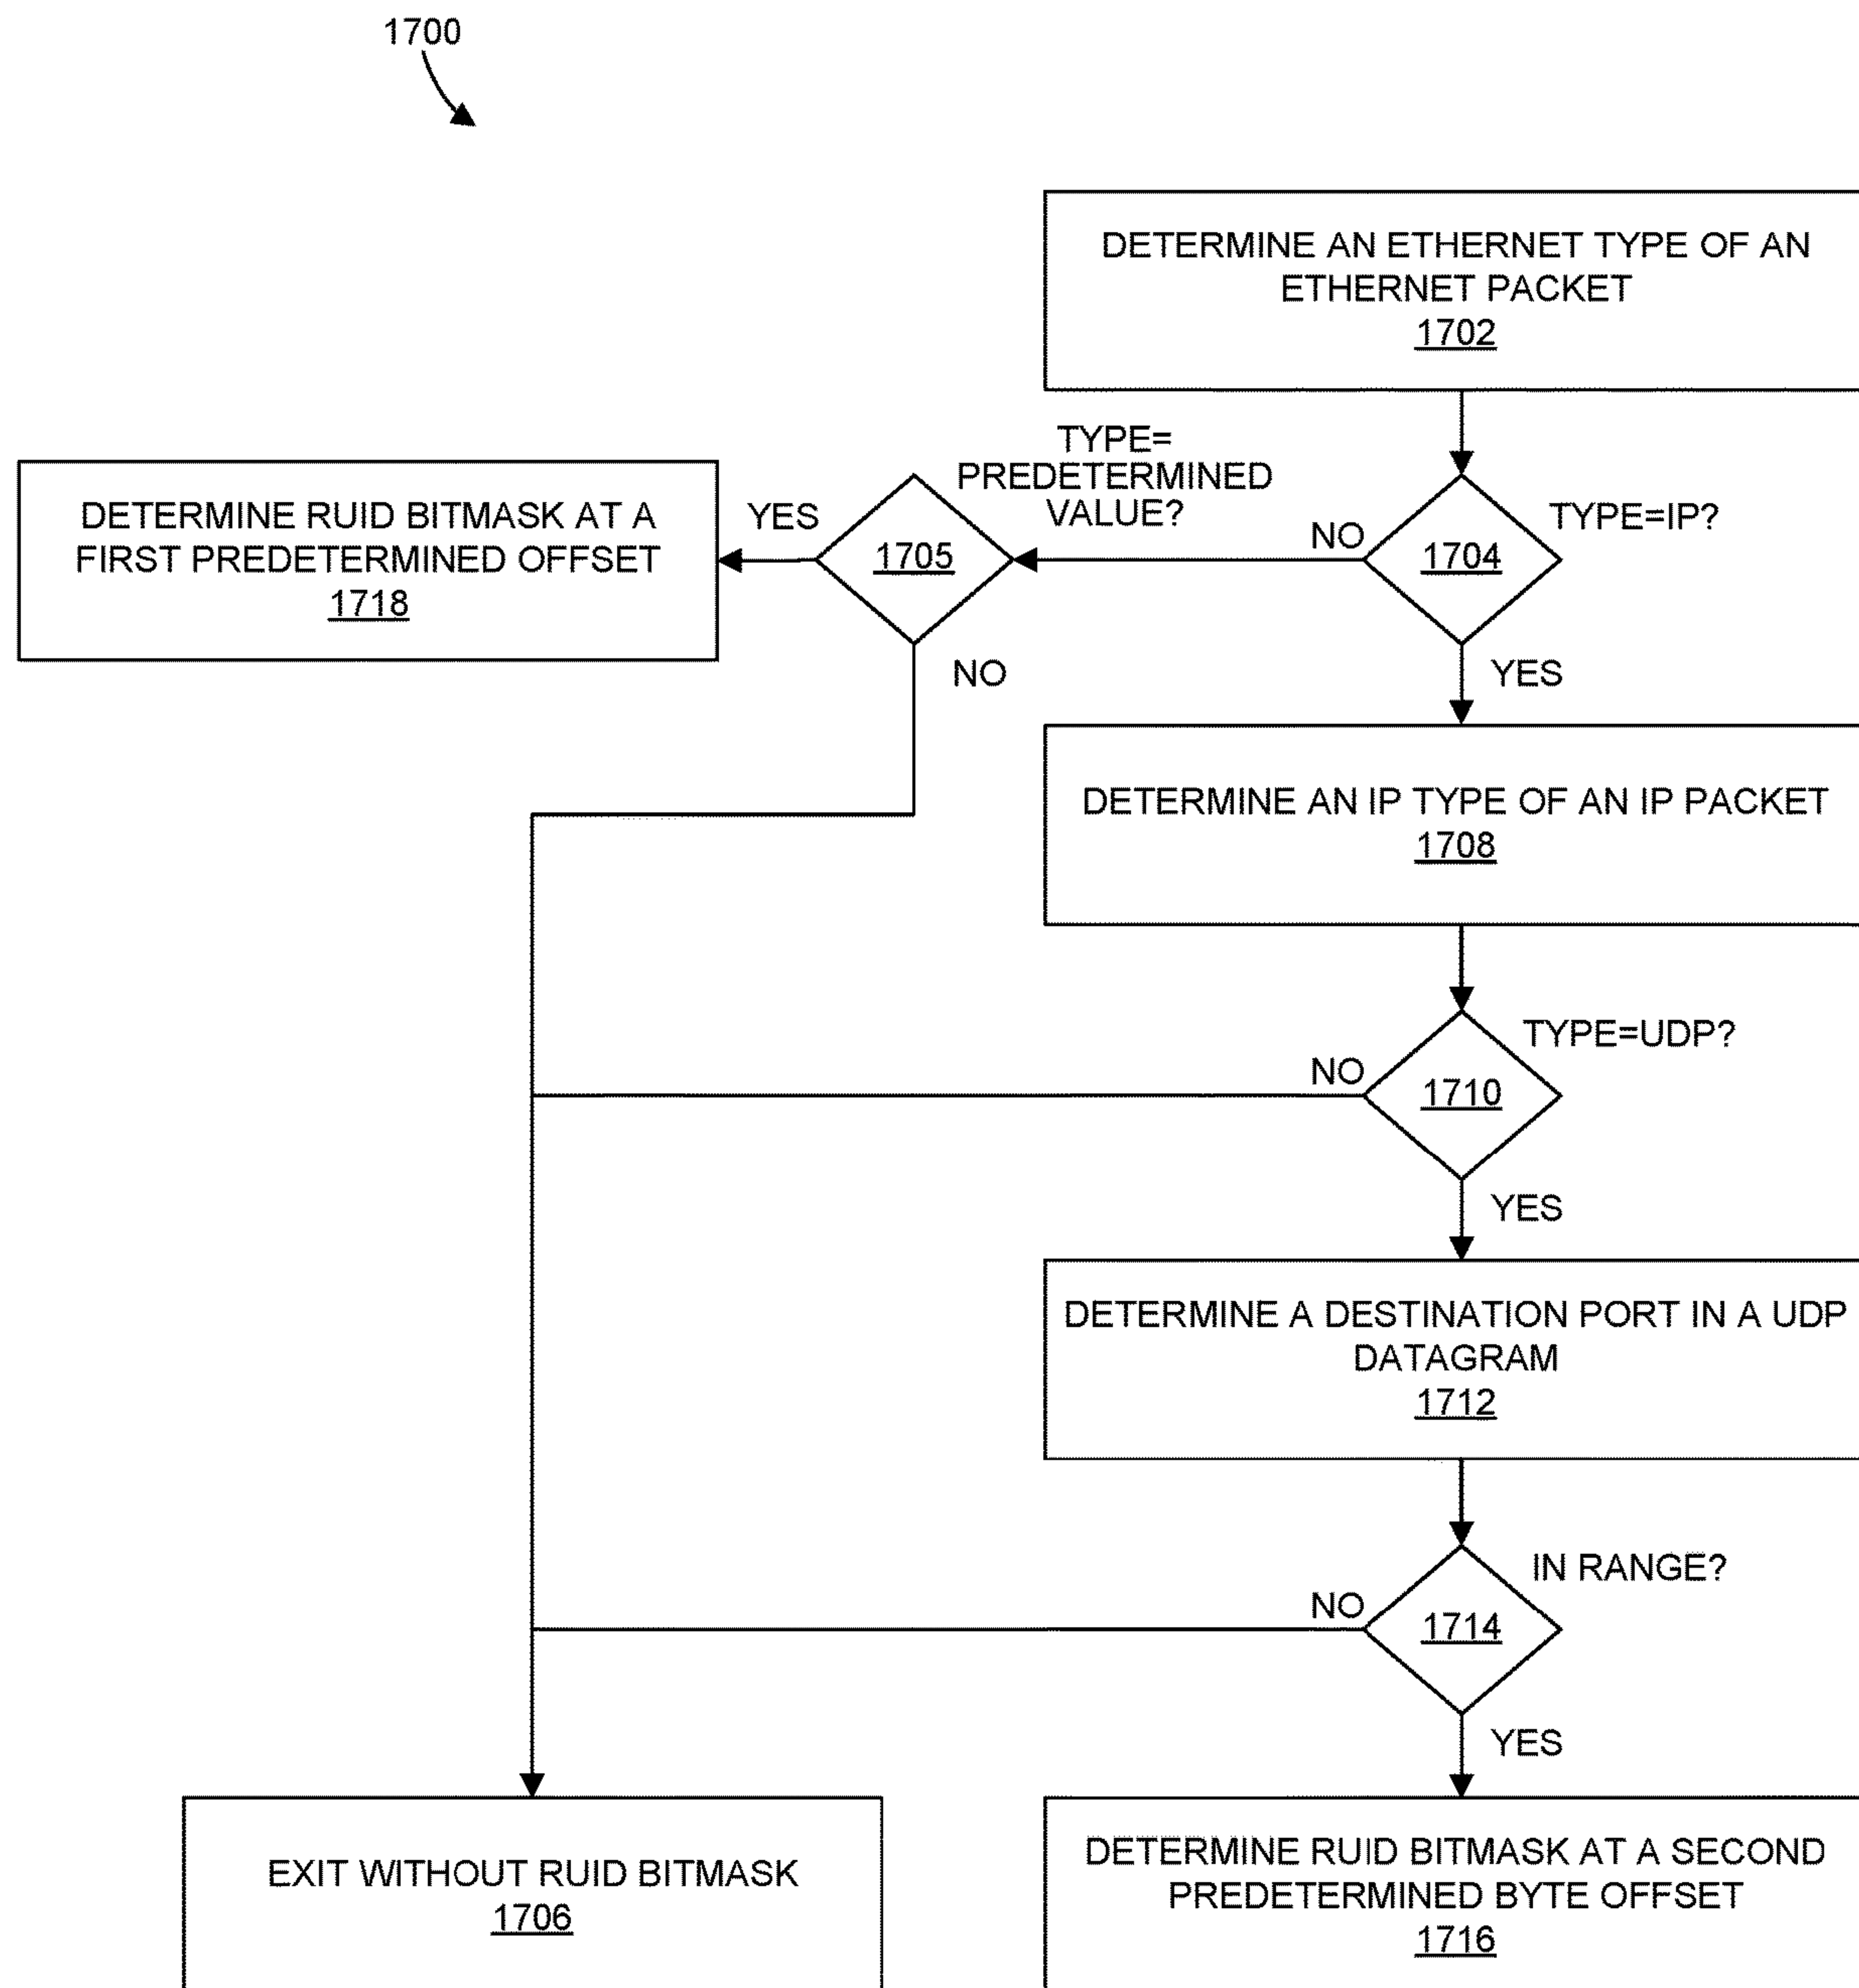 1700
DETERMINE AN ETHERNET TYPE OF AN
ETHERNET PACKET
1702
TYPE=
PREDETERMINED
VALUE?
DETERMINE RUID BITMASK AT A
FIRST PREDETERMINED OFFSET
1718
YES
1705
NO
TYPE=IP?
1704
NO
YES
DETERMINE AN IP TYPE OF AN IP PACKET
1708
TYPE=UDP?
NO
1710
YES
DETERMINE A DESTINATION PORT IN A UDP
DATAGRAM
1712
IN RANGE?
NO
1714
YES
EXIT WITHOUT RUID BITMASK
1706
DETERMINE RUID BITMASK AT A SECOND
PREDETERMINED BYTE OFFSET
1716